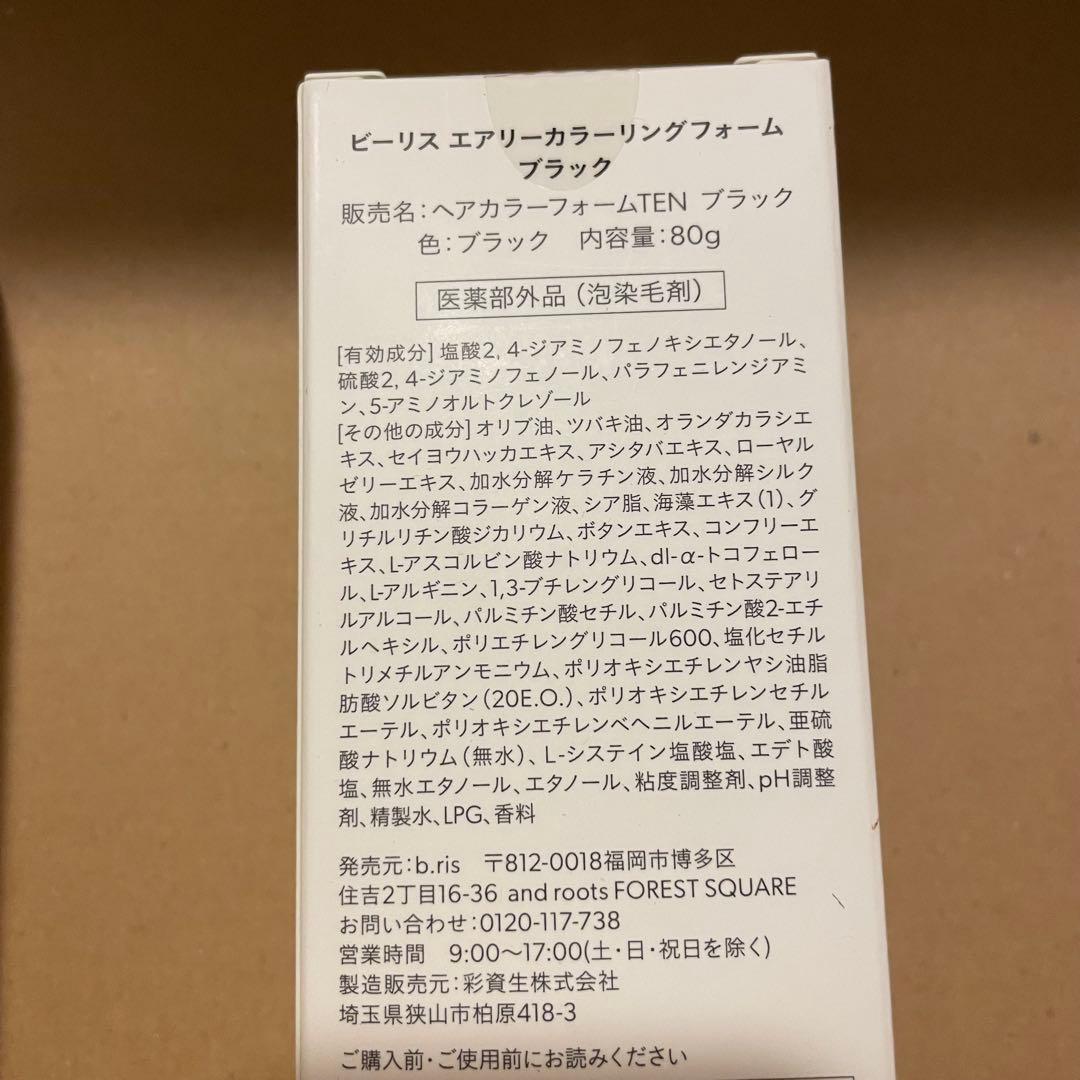 ビーリス エアリーカラーリングフォーム
ブラック
販売名：ヘアカラーフォームTEN ブラック
色：ブラック 内容量：80g
医薬部外品（泡染毛剤）
[有効成分] 塩酸2, 4-ジアミノフェノキシエタノール、
硫酸2, 4-ジアミノフェノール、パラフェニレンジアミ
ン、5-アミノオルトクレゾール
[その他の成分] オリブ油、ツバキ油、オランダカラシエ
キス、セイヨウハッカエキス、アシタバエキス、ローヤル
ゼリーエキス、加水分解ケラチン液、加水分解シルク
液、加水分解コラーゲン液、シア脂、海藻エキス（1）、グ
リチルリチン酸ジカリウム、ボタンエキス、コンフリーエ
キス、L-アスコルビン酸ナトリウム、dl-α-トコフェロー
ル、L-アルギニン、1,3-ブチレングリコール、セトステアリ
ルアルコール、パルミチン酸セチル、パルミチン酸2-エチ
ルヘキシル、ポリエチレングリコール600、塩化セチル
トリメチルアンモニウム、ポリオキシエチレンヤシ油脂
肪酸ソルビタン（20E.O.）、ポリオキシエチレンセチル
エーテル、ポリオキシエチレンベヘニルエーテル、亜硫
酸ナトリウム（無水）、L-システイン塩酸塩、エデト酸
塩、無水エタノール、エタノール、粘度調整剤、pH調整
剤、精製水、LPG、香料
発売元：b.ris 〒812-0018福岡市博多区
住吉2丁目16-36 and roots FOREST SQUARE
お問い合わせ：0120-117-738
営業時間 9:00〜17:00(土・日・祝日を除く)
製造販売元：彩資生株式会社
埼玉県狭山市柏原418-3
ご購入前・ご使用前にお読みください